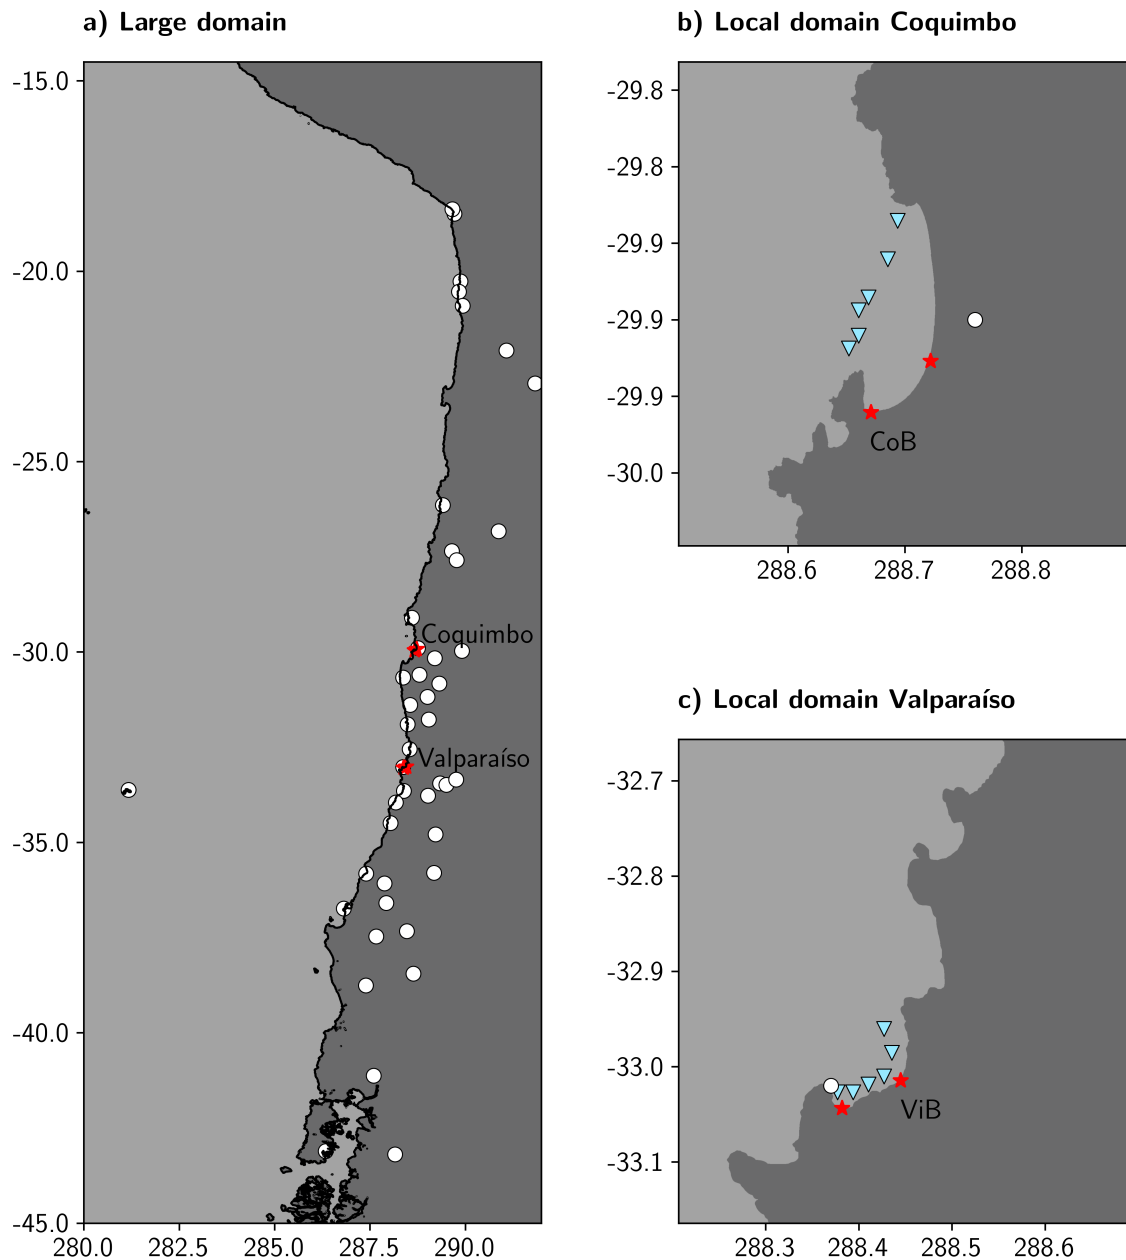 a) Large domain
-15.0
-20.0
-25.0
-30.0
-35.0
-40.0
-45.0
280.0 282.5 285.0 287.5 290.0
Coquimbo
Valparaíso
b) Local domain Coquimbo
-29.8
-29.8
-29.9
-29.9
-29.9
-30.0
288.6 288.7 288.8
CoB
c) Local domain Valparaíso
-32.7
-32.8
-32.9
-33.0
-33.1
288.3 288.4 288.5 288.6
ViB